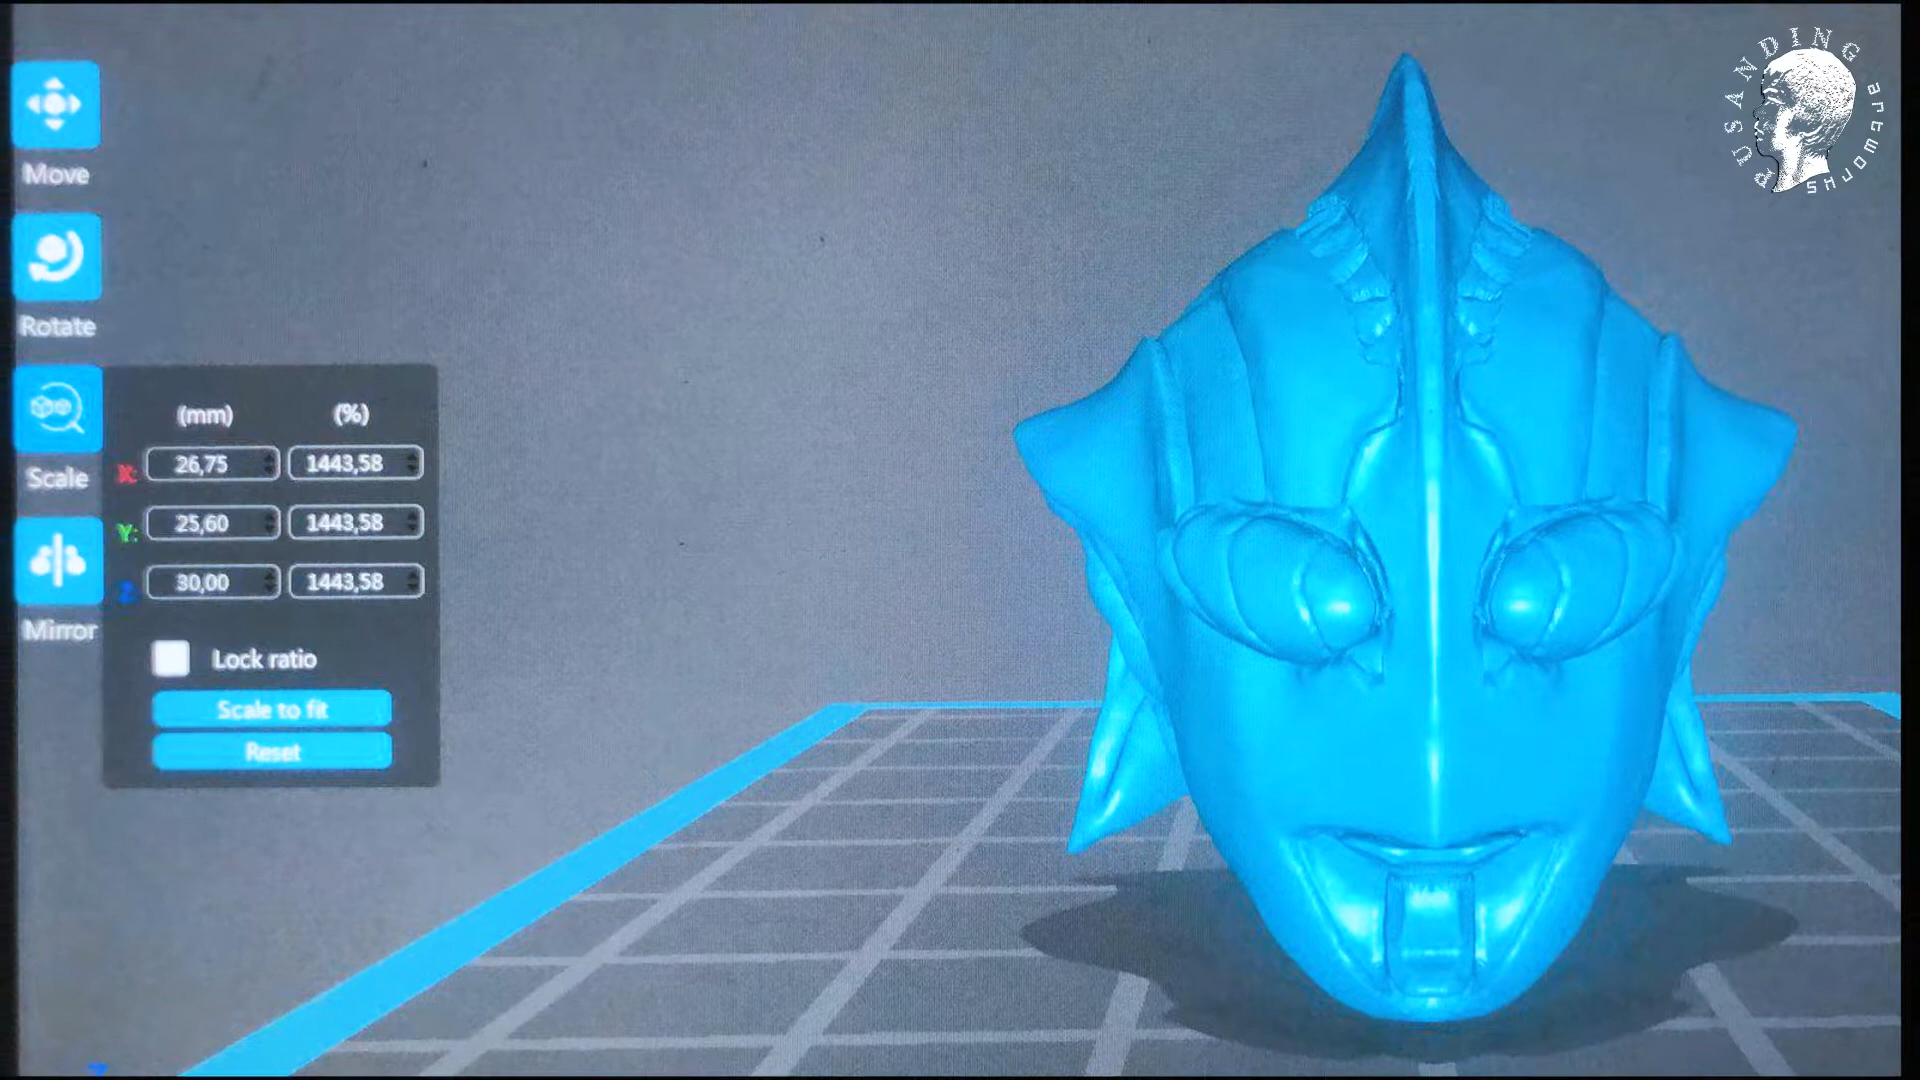 RUSANDING artworks
Move
Rotate
Scale
Mirror
(mm) (%)
X: 26,75 1443,58
Y: 25,60 1443,58
Z: 30,00 1443,58
Lock ratio
Scale to fit
Reset